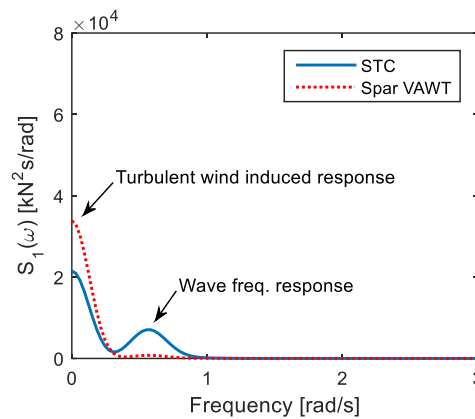 ×10⁴
8
6
4
2
0
S₁(ω) [kN²s/rad]
STC
Spar VAWT
Turbulent wind induced response
Wave freq. response
0 1 2 3
Frequency [rad/s]